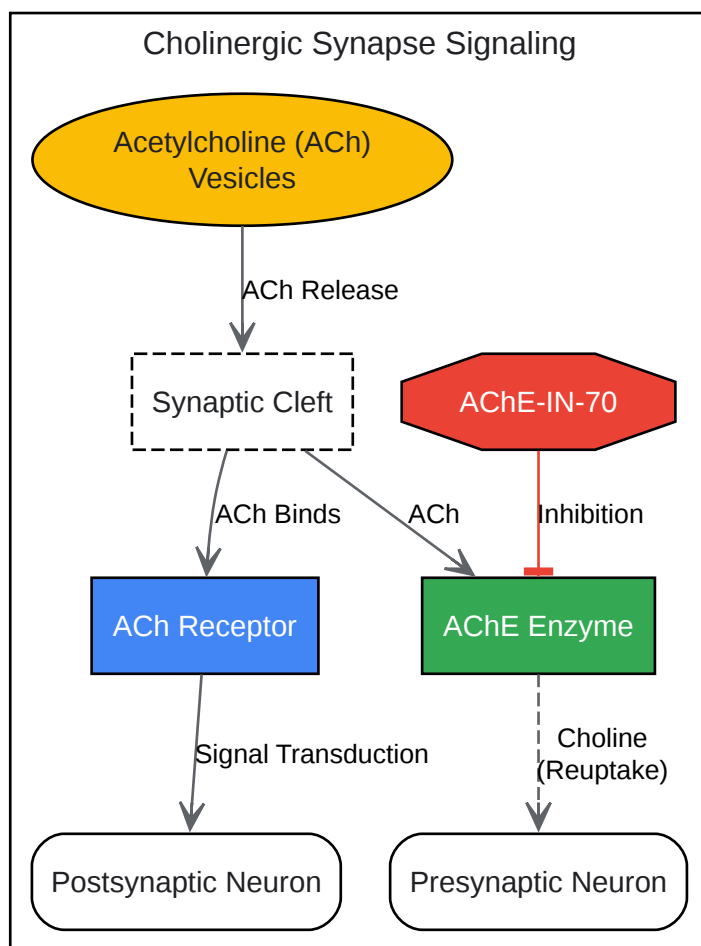 Cholinergic Synapse Signaling
Acetylcholine (ACh)
Vesicles
ACh Release
Synaptic Cleft
AChE-IN-70
ACh Binds
ACh
Inhibition
ACh Receptor
AChE Enzyme
Signal Transduction
Choline
(Reuptake)
Postsynaptic Neuron
Presynaptic Neuron